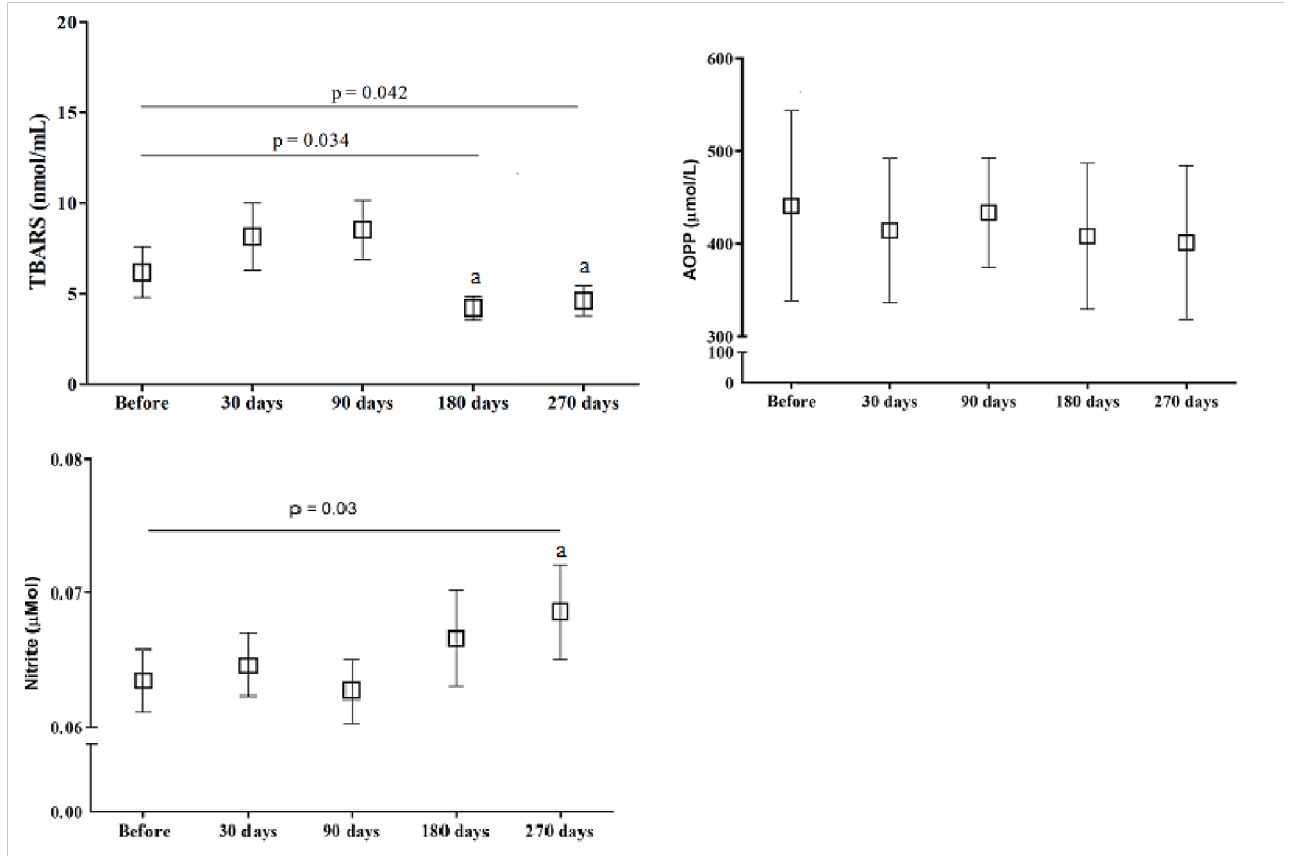 20
15
10
5
0
TBARS (nmol/mL)
p = 0.042
p = 0.034
a
a
Before
30 days
90 days
180 days
270 days
600
500
400
300
100
0
AOPP (μmol/L)
Before
30 days
90 days
180 days
270 days
0.08
0.07
0.06
0.00
Nitrite (μMol)
p = 0.03
a
Before
30 days
90 days
180 days
270 days